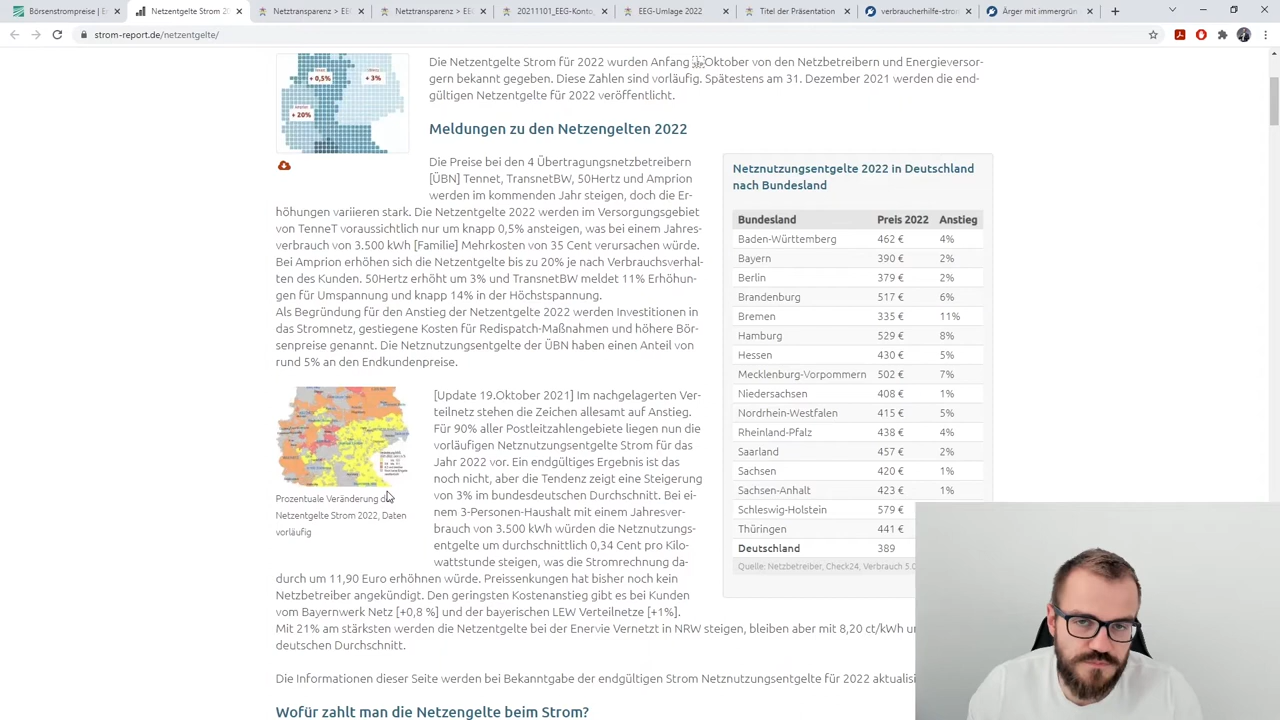 Börsenstrompreise | E
Netzentgelte Strom 20
Netztransparenz > EE
Netztransparenz > EE
20211101_EEG-Konto_
EEG-Umlage 2022
Titel der Präsentation
verbraucherhilfe-stron
Ärger mit immergrün
strom-report.de/netzentgelte/
+ 0,5%
+ 3%
+ 20%
Die Netzentgelte Strom für 2022 wurden Anfang Oktober von den Netzbetreibern und Energieversor-
gern bekannt gegeben. Diese Zahlen sind vorläufig. Spätestens am 31. Dezember 2021 werden die end-
gültigen Netzentgelte für 2022 veröffentlicht.
Meldungen zu den Netzengelten 2022
Die Preise bei den 4 Übertragungsnetzbetreibern
[ÜBN] Tennet, TransnetBW, 50Hertz und Amprion
werden im kommenden Jahr steigen, doch die Er-
höhungen variieren stark. Die Netzentgelte 2022 werden im Versorgungsgebiet
von TenneT voraussichtlich nur um knapp 0,5% ansteigen, was bei einem Jahres-
verbrauch von 3.500 kWh [Familie] Mehrkosten von 35 Cent verursachen würde.
Bei Amprion erhöhen sich die Netzentgelte bis zu 20% je nach Verbrauchsverhal-
ten des Kunden. 50Hertz erhöht um 3% und TransnetBW meldet 11% Erhöhun-
gen für Umspannung und knapp 14% in der Höchstspannung.
Als Begründung für den Anstieg der Netzentgelte 2022 werden Investitionen in
das Stromnetz, gestiegene Kosten für Redispatch-Maßnahmen und höhere Bör-
senpreise genannt. Die Netznutzungsentgelte der ÜBN haben einen Anteil von
rund 5% an den Endkundenpreise.
[Update 19.Oktober 2021] Im nachgelagerten Ver-
teilnetz stehen die Zeichen allesamt auf Anstieg.
Für 90% aller Postleitzahlengebiete liegen nun die
vorläufigen Netznutzungsentgelte Strom für das
Jahr 2022 vor. Ein endgültiges Ergebnis ist das
noch nicht, aber die Tendenz zeigt eine Steigerung
von 3% im bundesdeutschen Durchschnitt. Bei ei-
nem 3-Personen-Haushalt mit einem Jahresver-
brauch von 3.500 kWh würden die Netznutzungs-
entgelte um durchschnittlich 0,34 Cent pro Kilo-
wattstunde steigen, was die Stromrechnung da-
durch um 11,90 Euro erhöhnen würde. Preissenkungen hat bisher noch kein
Netzbetreiber angekündigt. Den geringsten Kostenanstieg gibt es bei Kunden
vom Bayernwerk Netz [+0,8 %] und der bayerischen LEW Verteilnetze [+1%].
Mit 21% am stärksten werden die Netzentgelte bei der Enervie Vernetzt in NRW steigen, bleiben aber mit 8,20 ct/kWh
deutschen Durchschnitt.
Prozentuale Veränderung
Netzentgelte Strom 2022, Daten
vorläufig
Die Informationen dieser Seite werden bei Bekanntgabe der endgültigen Strom Netznutzungsentgelte für 2022 aktualisi
Wofür zahlt man die Netzengelte beim Strom?
Netznutzungsentgelte 2022 in Deutschland
nach Bundesland
Bundesland Preis 2022 Anstieg
Baden-Württemberg 462 € 4%
Bayern 390 € 2%
Berlin 379 € 2%
Brandenburg 517 € 6%
Bremen 335 € 11%
Hamburg 529 € 8%
Hessen 430 € 5%
Mecklenburg-Vorpommern 502 € 7%
Niedersachsen 408 € 1%
Nordrhein-Westfalen 415 € 5%
Rheinland-Pfalz 438 € 4%
Saarland 457 € 2%
Sachsen 420 € 1%
Sachsen-Anhalt 423 € 1%
Schleswig-Holstein 579 €
Thüringen 441 €
Deutschland 389
Quelle: Netzbetreiber, Check24, Verbrauch 5.0